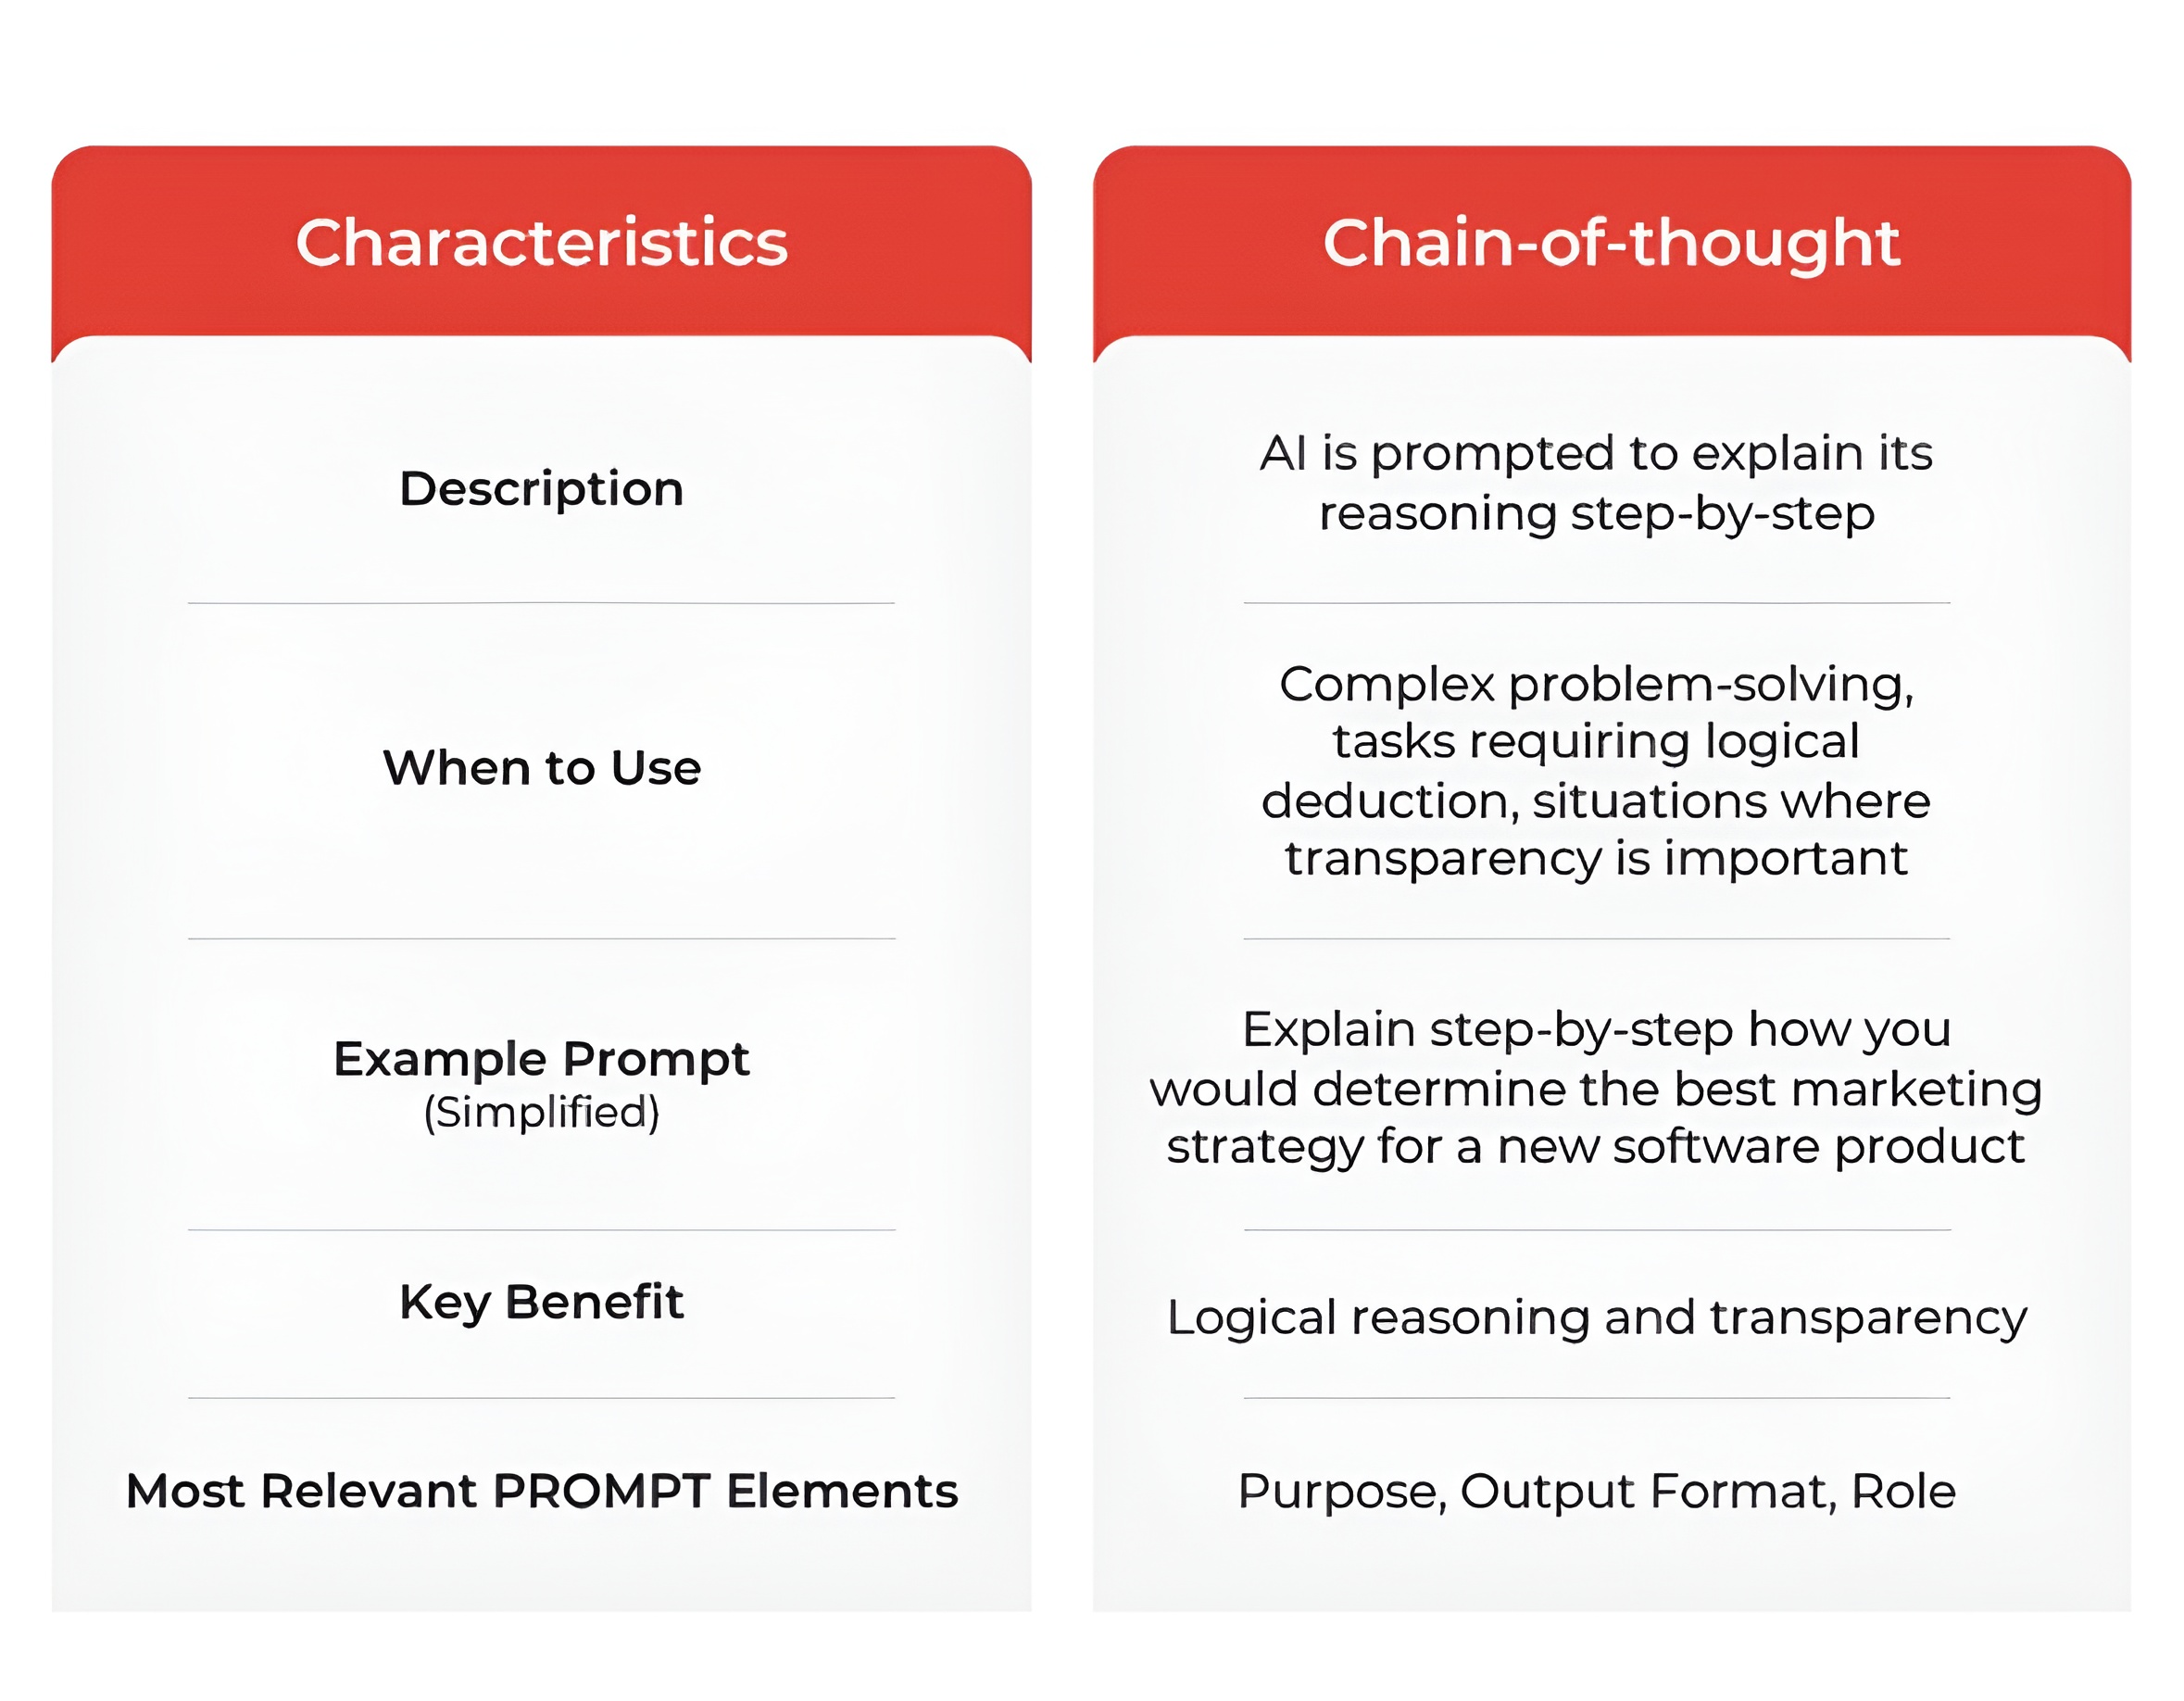 Characteristics
Chain-of-thought
Description
AI is prompted to explain its
reasoning step-by-step
When to Use
Complex problem-solving,
tasks requiring logical
deduction, situations where
transparency is important
Example Prompt
(Simplified)
Explain step-by-step how you
would determine the best marketing
strategy for a new software product
Key Benefit
Logical reasoning and transparency
Most Relevant PROMPT Elements
Purpose, Output Format, Role